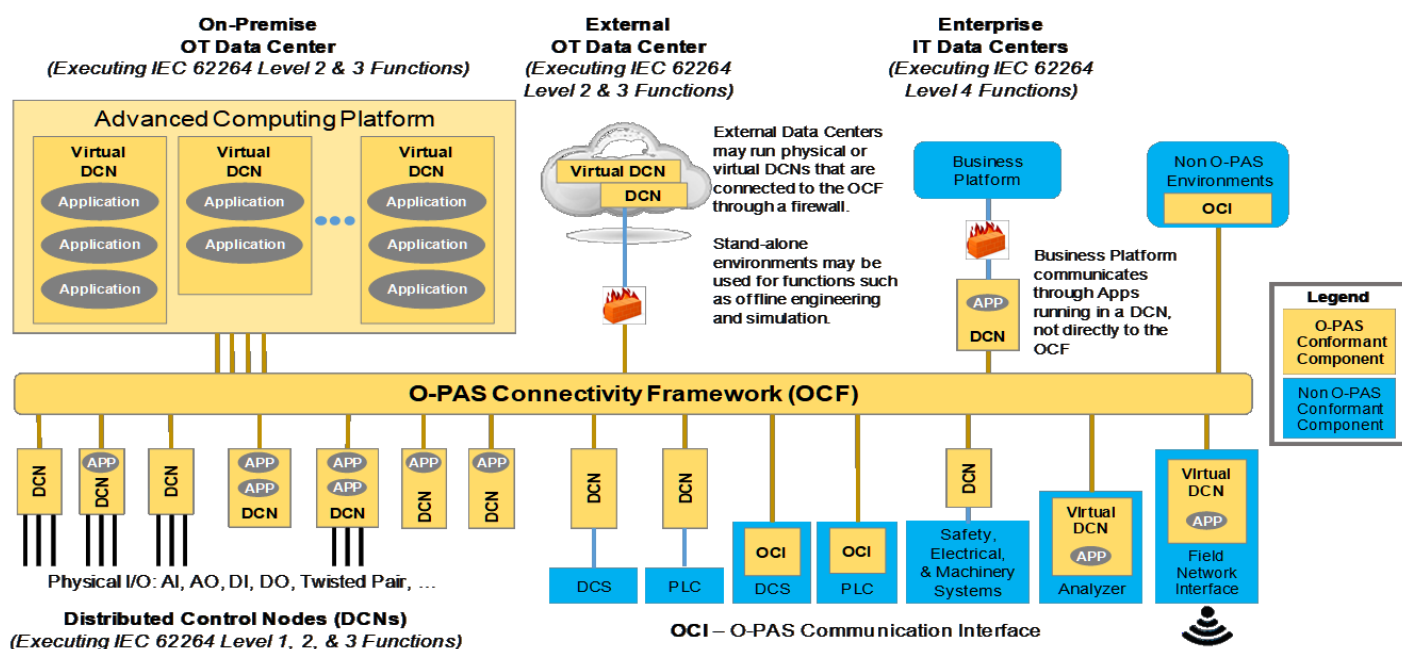 On-Premise
OT Data Center
(Executing IEC 62264 Level 2 & 3 Functions)
External
OT Data Center
(Executing IEC 62264
Level 2 & 3 Functions)
Enterprise
IT Data Centers
(Executing IEC 62264
Level 4 Functions)
Advanced Computing Platform
Virtual
DCN
Application
Application
Application
Virtual
DCN
Application
Application
Virtual
DCN
Application
Application
Application
Virtual DCN
DCN
External Data Centers
may run physical or
virtual DCNs that are
connected to the OCF
through a firewall.
Stand-alone
environments may be
used for functions such
as offline engineering
and simulation.
Business
Platform
APP
DCN
Business Platform
communicates
through Apps
running in a DCN,
not directly to the
OCF
Non O-PAS
Environments
OCI
Legend
O-PAS
Conformant
Component
Non O-PAS
Conformant
Component
O-PAS Connectivity Framework (OCF)
DCN
APP
DCN
DCN
APP
APP
DCN
APP
APP
DCN
APP
DCN
APP
DCN
Physical I/O: AI, AO, DI, DO, Twisted Pair, ...
Distributed Control Nodes (DCNs)
(Executing IEC 62264 Level 1, 2, & 3 Functions)
DCN
DCS
DCN
PLC
OCI
DCS
OCI
PLC
DCN
Safety,
Electrical,
& Machinery
Systems
Virtual
DCN
APP
Analyzer
Virtual
DCN
APP
Field
Network
Interface
OCI – O-PAS Communication Interface